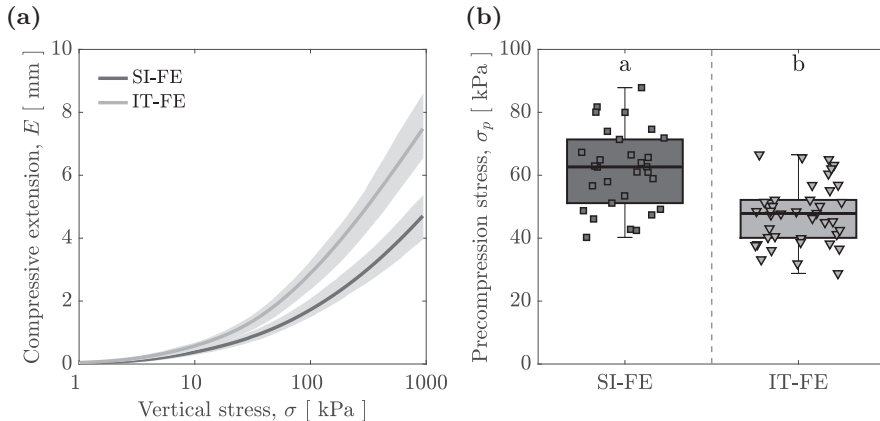 (a)
Compressive extension, E [ mm ]
10
8
6
4
2
0
SI-FE
IT-FE
1
10
100
1000
Vertical stress, σ [ kPa ]
(b)
Precompression stress, σₚ [ kPa ]
100
80
60
40
20
0
a
b
SI-FE
IT-FE